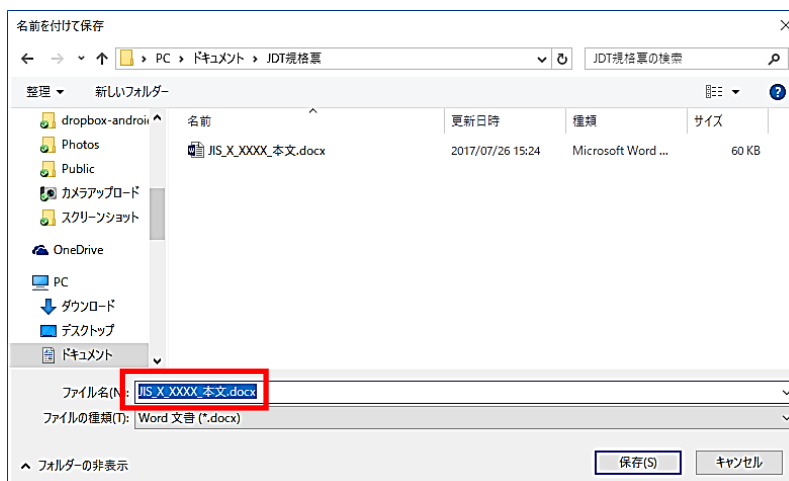 名前を付けて保存
PC › ドキュメント › JDT規格票
JDT規格票の検索
整理 新しいフォルダー
名前 更新日時 種類 サイズ
JIS_X_XXXX_本文.docx 2017/07/26 15:24 Microsoft Word ... 60 KB
dropbox-androi
Photos
Public
カメラアップロード
スクリーンショット
OneDrive
PC
ダウンロード
デスクトップ
ドキュメント
ファイル名(N): JIS_X_XXXX_本文.docx
ファイルの種類(T): Word 文書 (*.docx)
フォルダーの非表示 保存(S) キャンセル